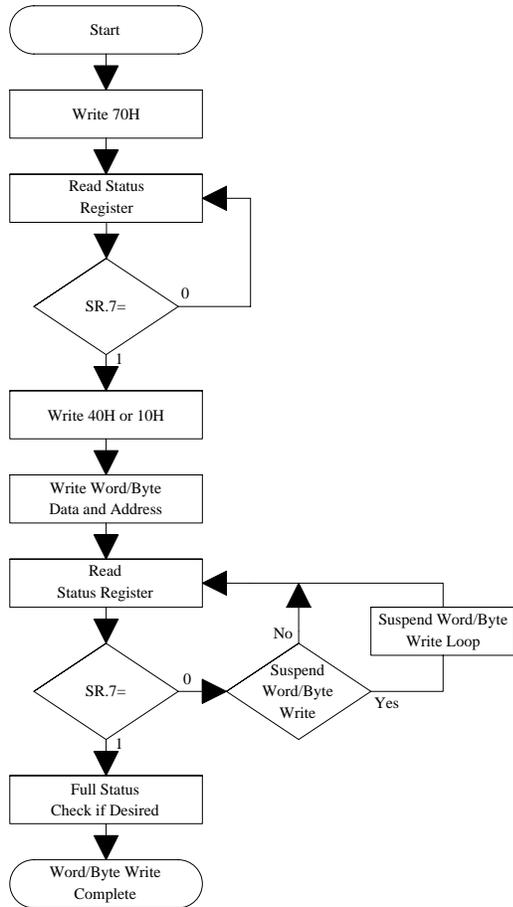 Start
Write 70H
Read Status
Register
SR.7=
0
1
Write 40H or 10H
Write Word/Byte
Data and Address
Read
Status Register
SR.7=
0
1
No
Suspend
Word/Byte
Write
Yes
Suspend Word/Byte
Write Loop
Full Status
Check if Desired
Word/Byte Write
Complete